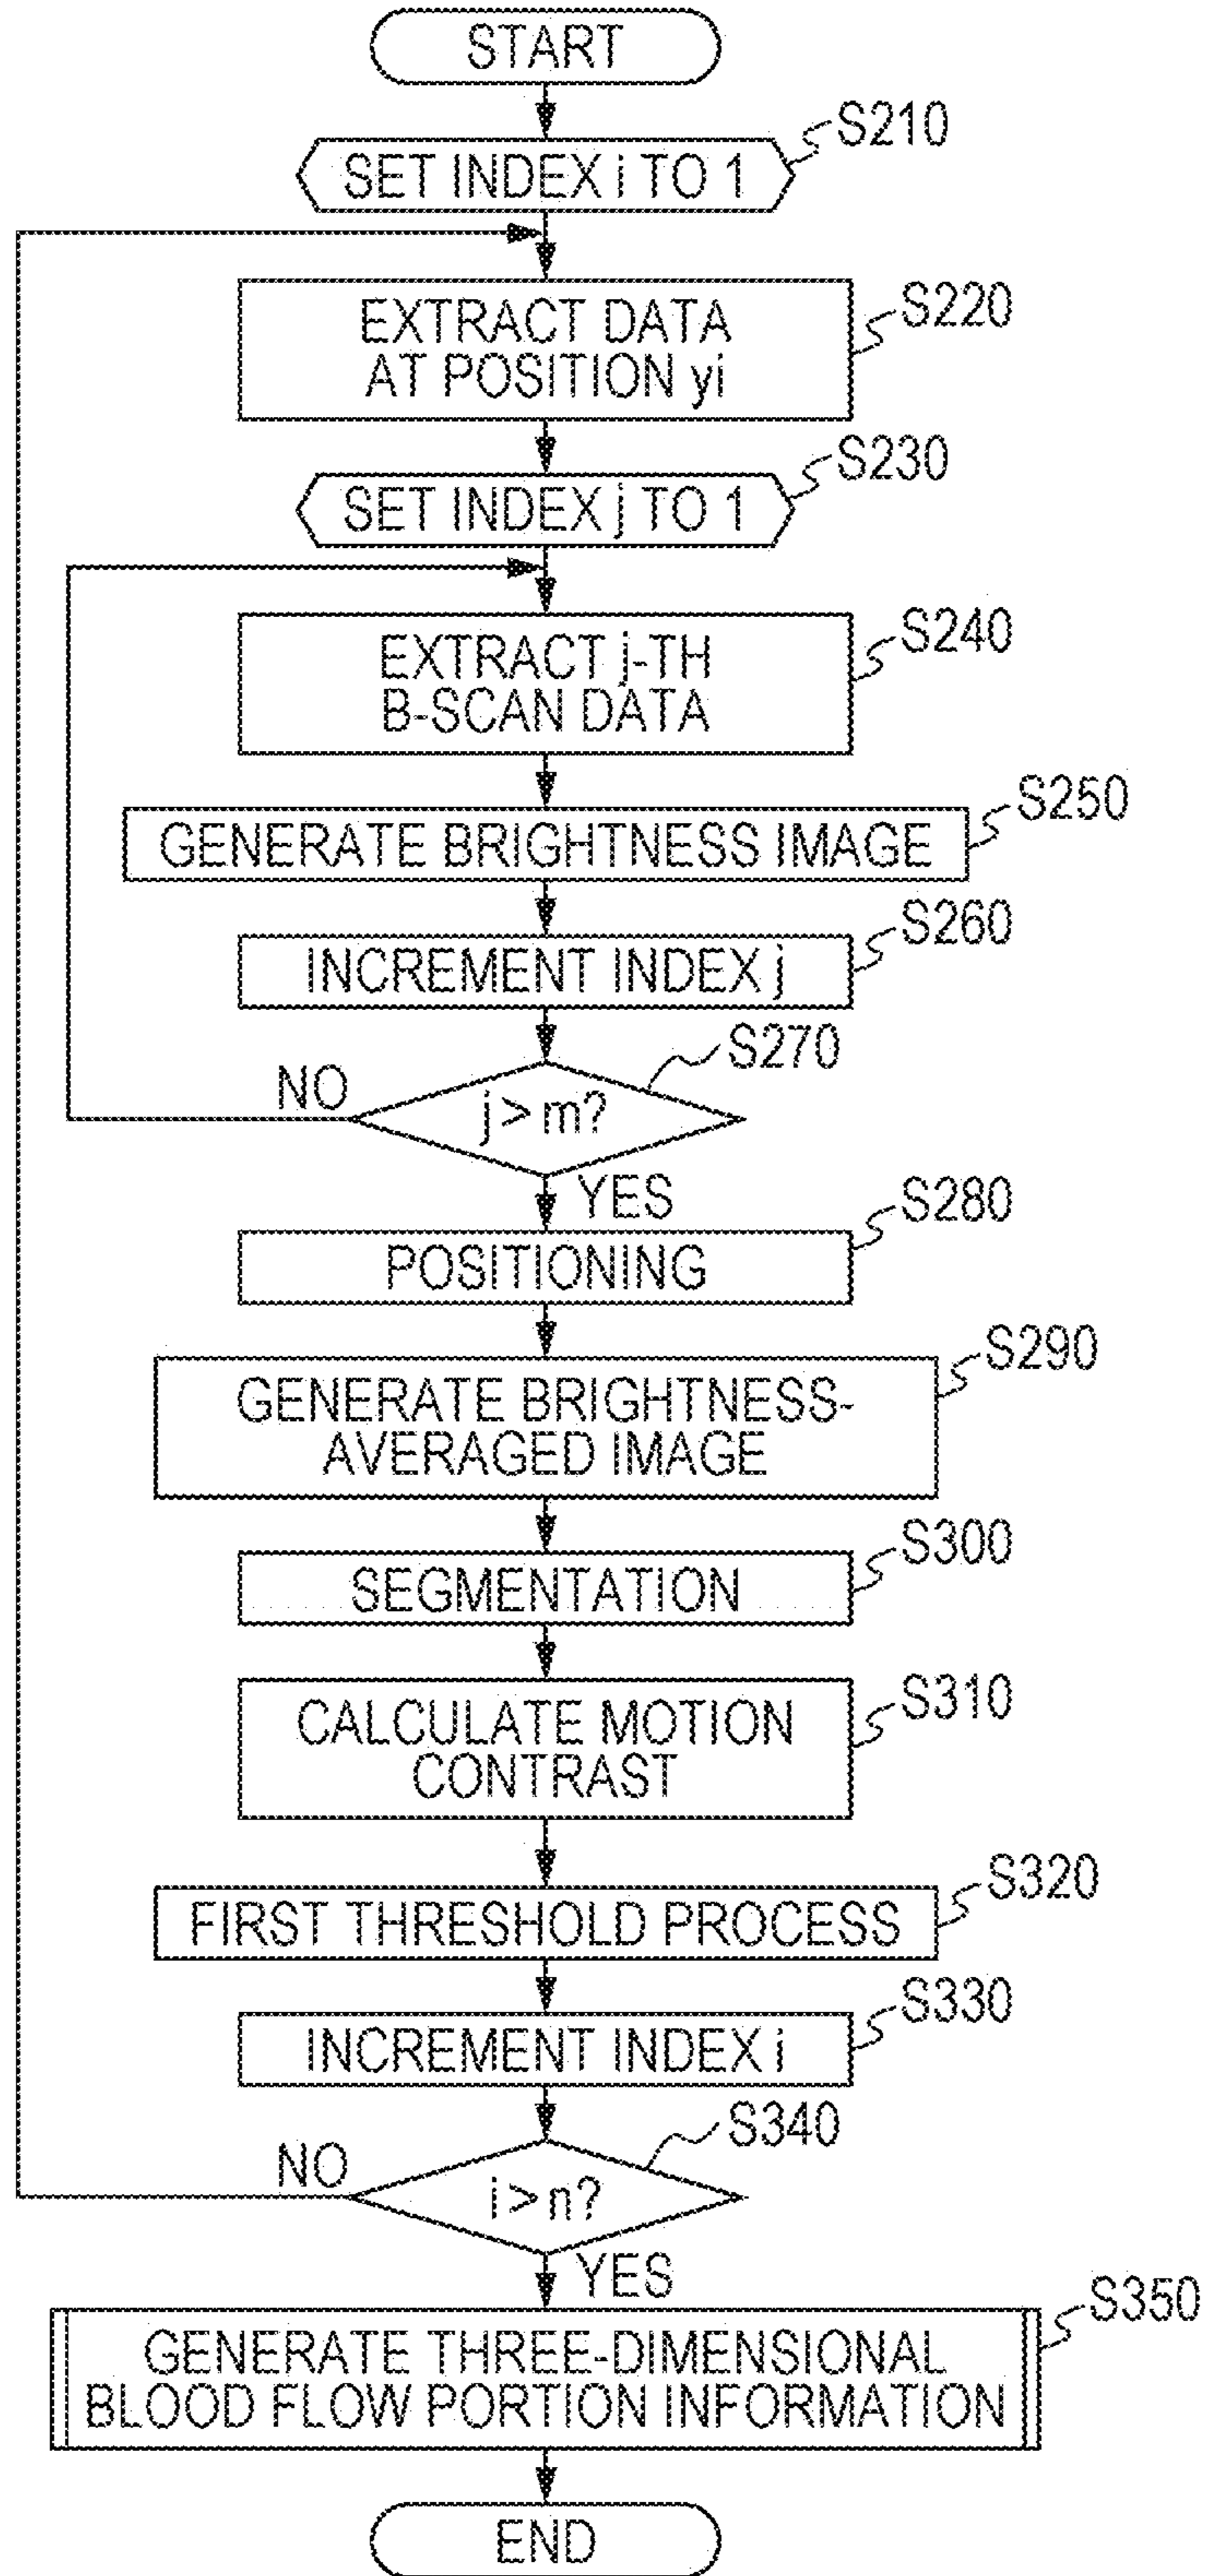 START
S210
SET INDEX i TO 1
S220
EXTRACT DATA
AT POSITION yi
S230
SET INDEX j TO 1
S240
EXTRACT j-TH
B-SCAN DATA
S250
GENERATE BRIGHTNESS IMAGE
S260
INCREMENT INDEX j
S270
NO
j > m?
YES
S280
POSITIONING
S290
GENERATE BRIGHTNESS-
AVERAGED IMAGE
S300
SEGMENTATION
S310
CALCULATE MOTION
CONTRAST
S320
FIRST THRESHOLD PROCESS
S330
INCREMENT INDEX i
S340
NO
i > n?
YES
S350
GENERATE THREE-DIMENSIONAL
BLOOD FLOW PORTION INFORMATION
END